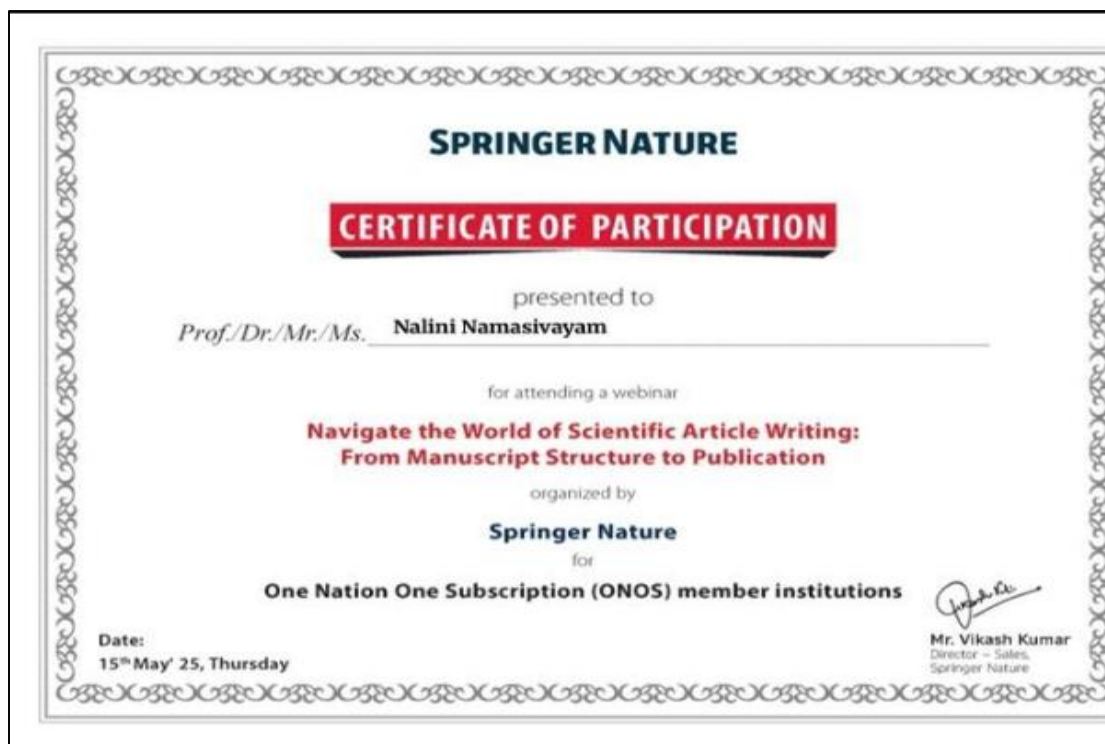 SPRINGER NATURE
CERTIFICATE OF PARTICIPATION
presented to
Prof./Dr./Mr./Ms. Nalini Namasivayam
for attending a webinar
Navigate the World of Scientific Article Writing:
From Manuscript Structure to Publication
organized by
Springer Nature
for
One Nation One Subscription (ONOS) member institutions
Date:
15th May' 25, Thursday
Mr. Vikash Kumar
Director – Sales,
Springer Nature